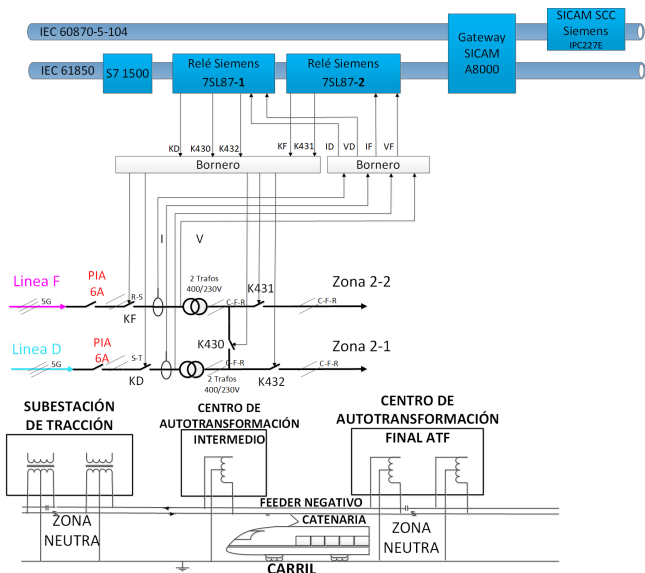 IEC 60870-5-104
SICAM SCC
Siemens
IPC227E
Gateway
SICAM
A8000
IEC 61850
S7 1500
Relé Siemens
7SL87-1
Relé Siemens
7SL87-2
KD K430 K432 KF K431 ID VD IF VF
Bornero
Bornero
I V
2 Trafos
400/230V
Linea F
5G
PIA
6A
R-S
KF
C-F-R
K431
C-F-R
Zona 2-2
K430
Linea D
5G
PIA
6A
S-T
KD
C-F-R
2 Trafos
400/230V
K432
C-F-R
Zona 2-1
SUBESTACIÓN
DE TRACCIÓN
CENTRO DE
AUTOTRANSFORMACIÓN
INTERMEDIO
CENTRO DE
AUTOTRANSFORMACIÓN
FINAL ATF
FEEDER NEGATIVO
CATENARIA
ZONA
NEUTRA
ZONA
NEUTRA
CARRIL